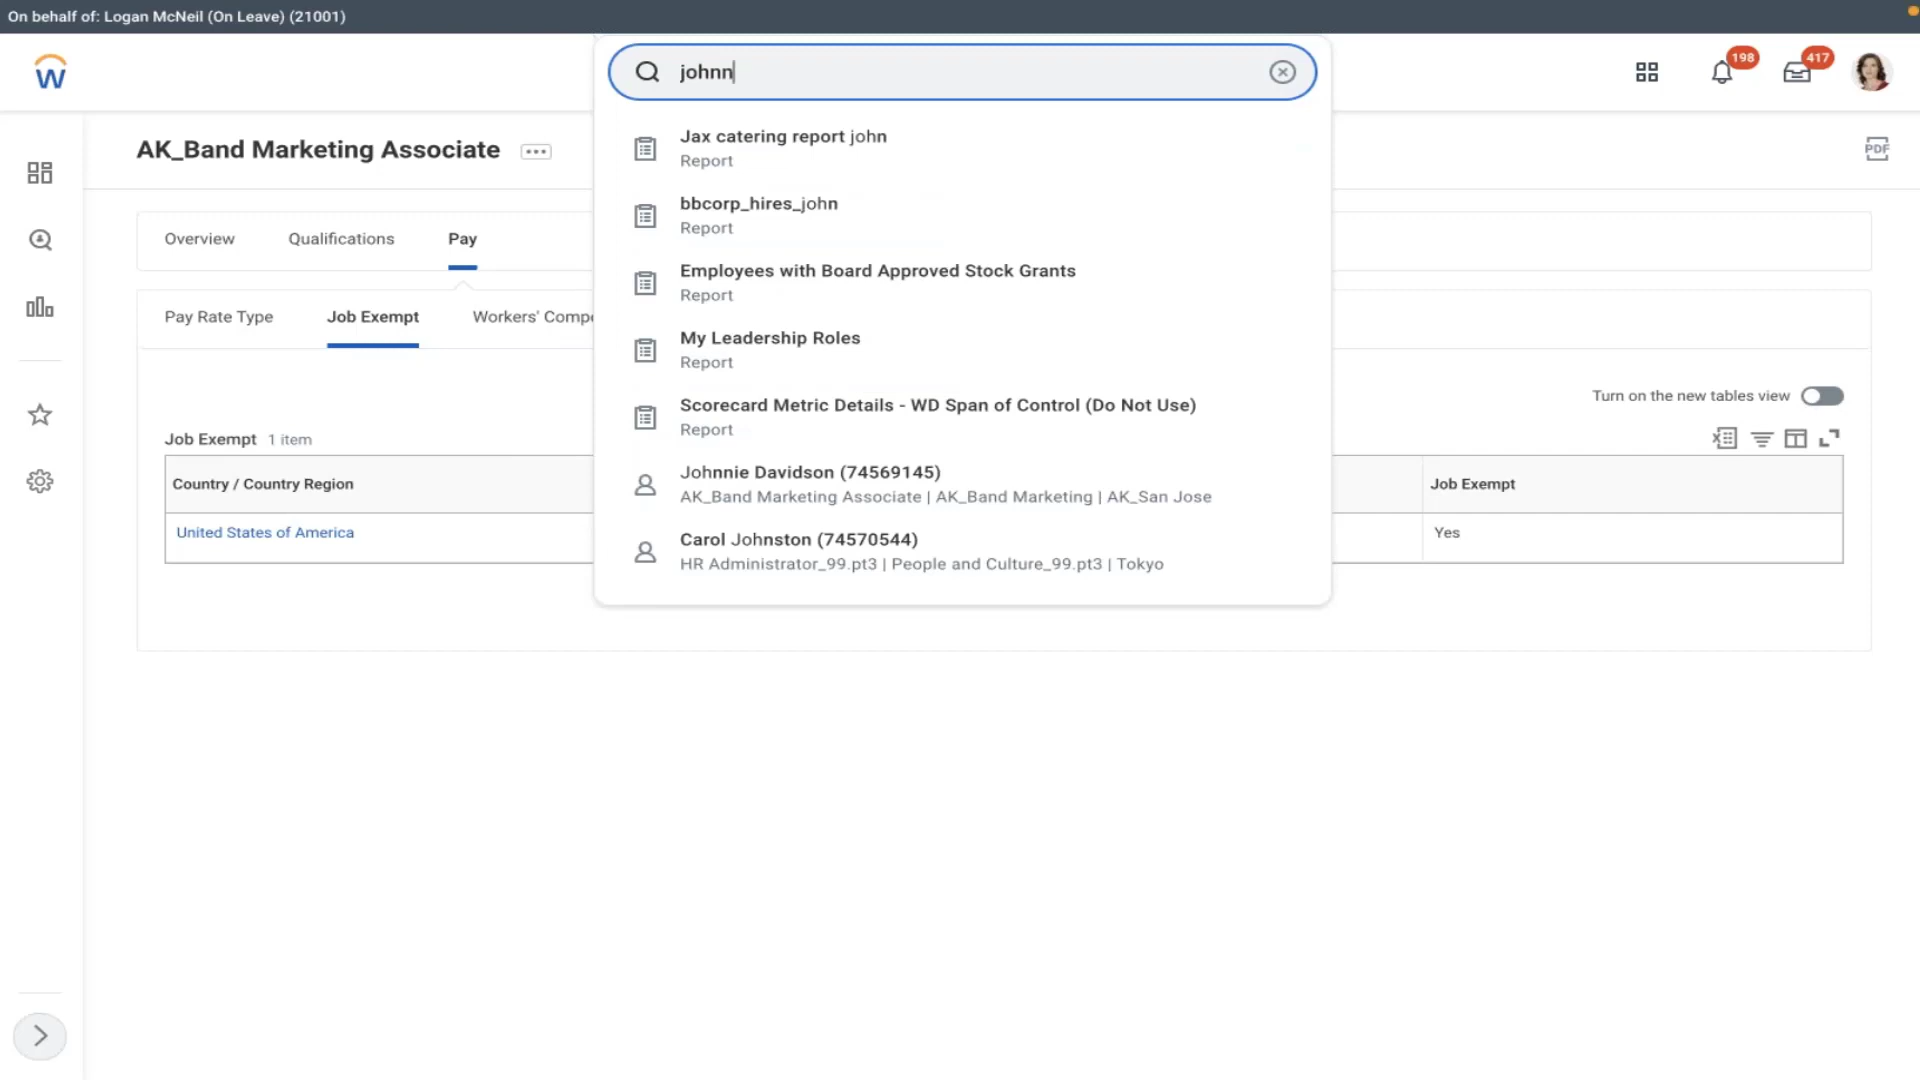 On behalf of: Logan McNeil (On Leave) (21001)
johnn
198
417
AK_Band Marketing Associate
PDF
Overview
Qualifications
Pay
Pay Rate Type
Job Exempt
Workers' Comp
Turn on the new tables view
Job Exempt 1 item
Country / Country Region
Job Exempt
United States of America
Yes
Jax catering report john
Report
bbcorp_hires_john
Report
Employees with Board Approved Stock Grants
Report
My Leadership Roles
Report
Scorecard Metric Details - WD Span of Control (Do Not Use)
Report
Johnnie Davidson (74569145)
AK_Band Marketing Associate | AK_Band Marketing | AK_San Jose
Carol Johnston (74570544)
HR Administrator_99.pt3 | People and Culture_99.pt3 | Tokyo